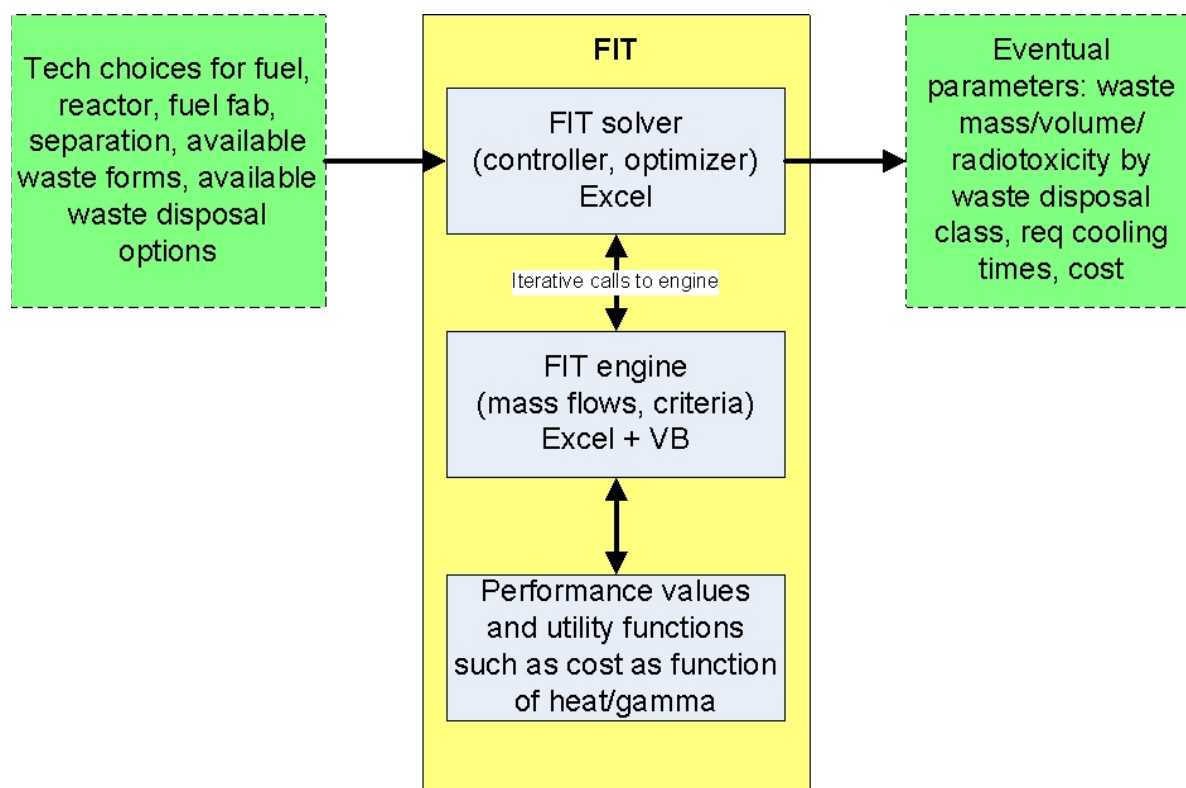 Tech choices for fuel,
reactor, fuel fab,
separation, available
waste forms, available
waste disposal
options
FIT
FIT solver
(controller, optimizer)
Excel
Iterative calls to engine
FIT engine
(mass flows, criteria)
Excel + VB
Performance values
and utility functions
such as cost as function
of heat/gamma
Eventual
parameters: waste
mass/volume/
radiotoxicity by
waste disposal
class, req cooling
times, cost